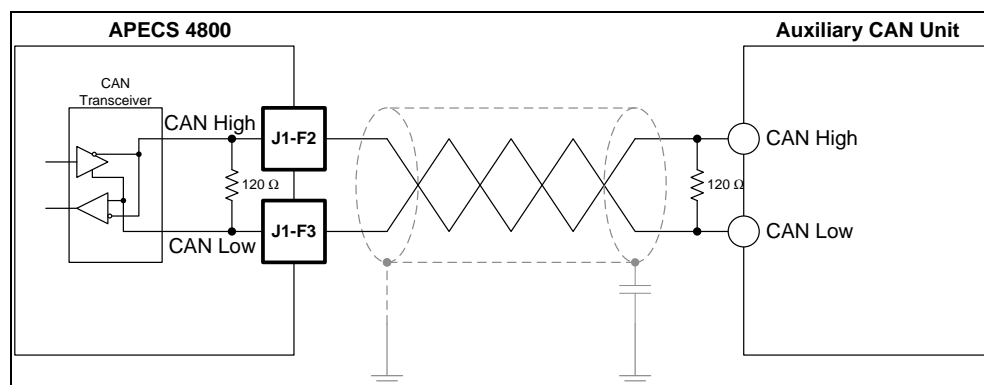 APECS 4800
Auxiliary CAN Unit
CAN
Transceiver
CAN High
J1-F2
CAN High
120 Ω
120 Ω
CAN Low
J1-F3
CAN Low